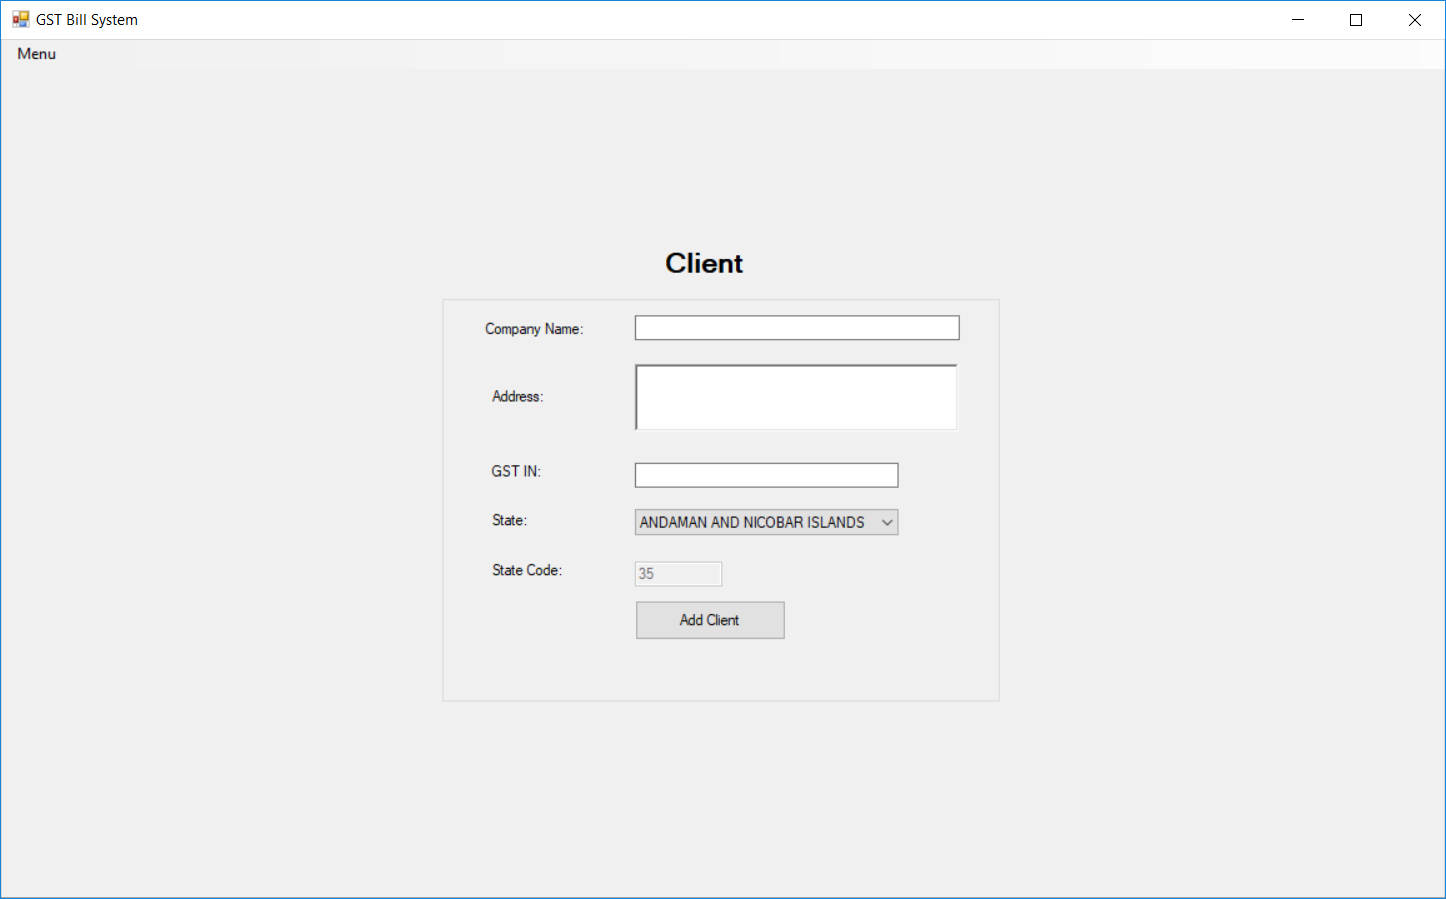 GST Bill System
Menu
Client
Company Name:
Address:
GST IN:
State: ANDAMAN AND NICOBAR ISLANDS
State Code: 35
Add Client